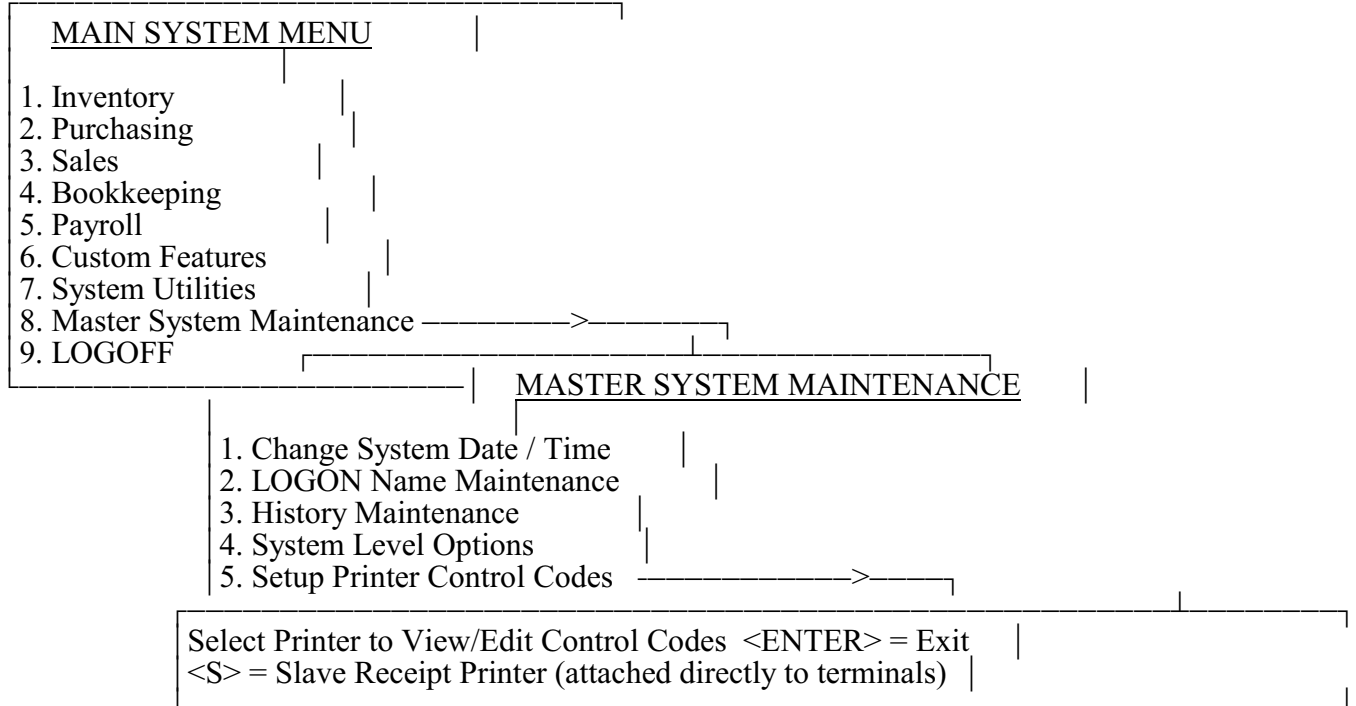 MAIN SYSTEM MENU
1. Inventory
2. Purchasing
3. Sales
4. Bookkeeping
5. Payroll
6. Custom Features
7. System Utilities
8. Master System Maintenance ————————>———————
9. LOGOFF
MASTER SYSTEM MAINTENANCE
1. Change System Date / Time
2. LOGON Name Maintenance
3. History Maintenance
4. System Level Options
5. Setup Printer Control Codes -———————————>————
Select Printer to View/Edit Control Codes <ENTER> = Exit
<S> = Slave Receipt Printer (attached directly to terminals)